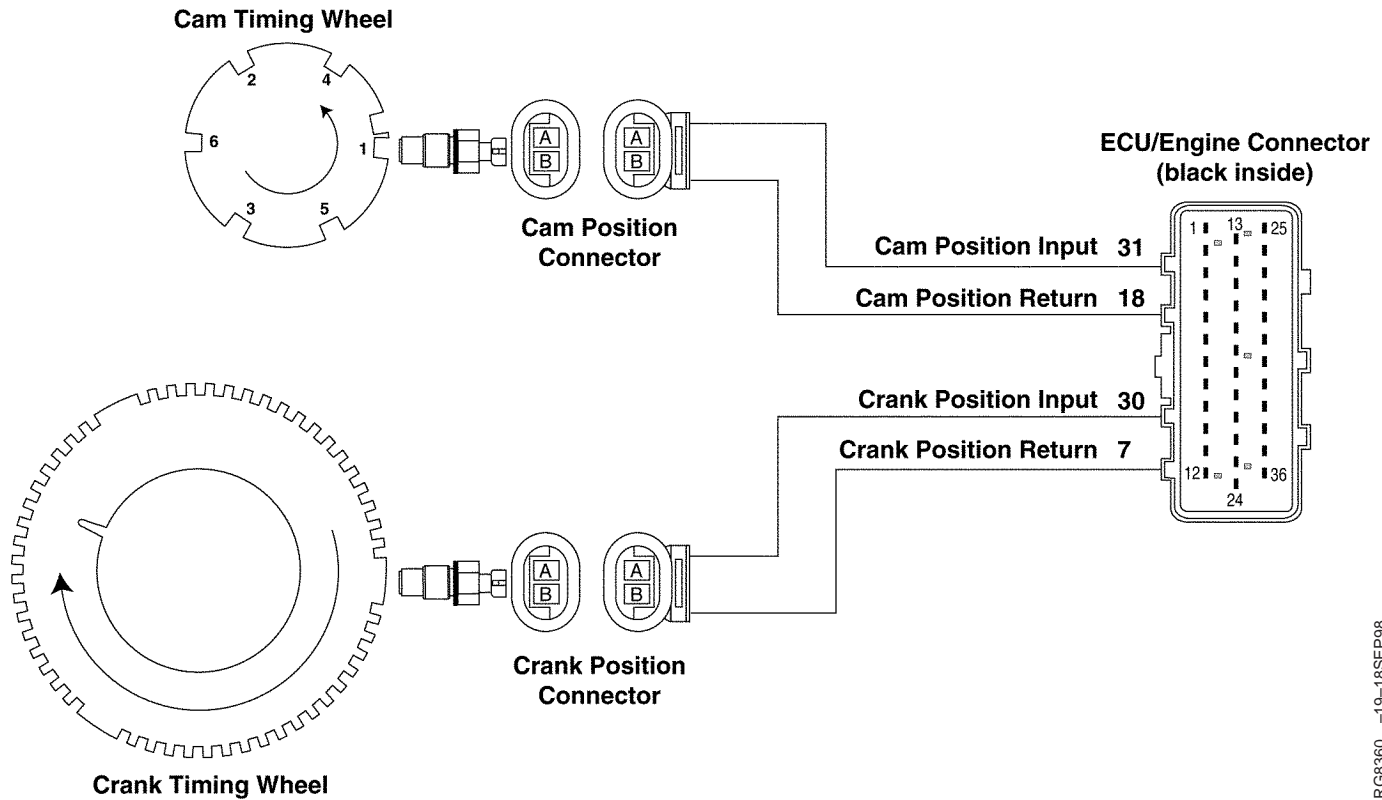 Cam Timing Wheel
2
4
6
1
3
5
A
B
A
B
Cam Position
Connector
ECU/Engine Connector
(black inside)
Cam Position Input 31
Cam Position Return 18
Crank Position Input 30
Crank Position Return 7
1
13
25
12
36
24
A
B
A
B
Crank Position
Connector
Crank Timing Wheel
RG8360 –19–18SEP98